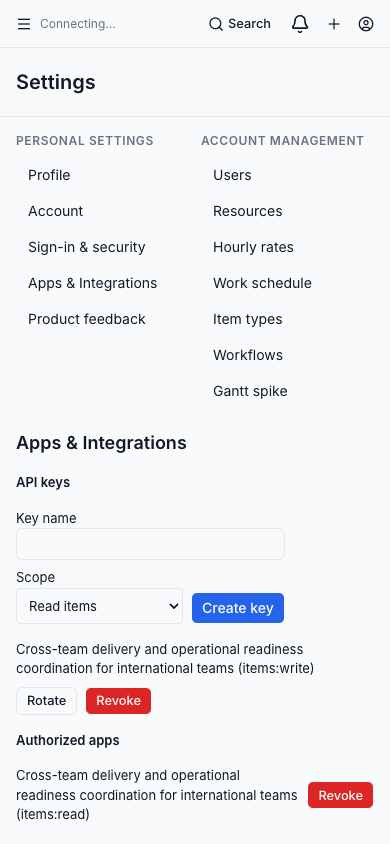 Connecting...
Search
Settings
PERSONAL SETTINGS
Profile
Account
Sign-in & security
Apps & Integrations
Product feedback
ACCOUNT MANAGEMENT
Users
Resources
Hourly rates
Work schedule
Item types
Workflows
Gantt spike
Apps & Integrations
API keys
Key name
Scope
Read items
Create key
Cross-team delivery and operational readiness
coordination for international teams (items:write)
Rotate
Revoke
Authorized apps
Cross-team delivery and operational
readiness coordination for international teams
(items:read)
Revoke